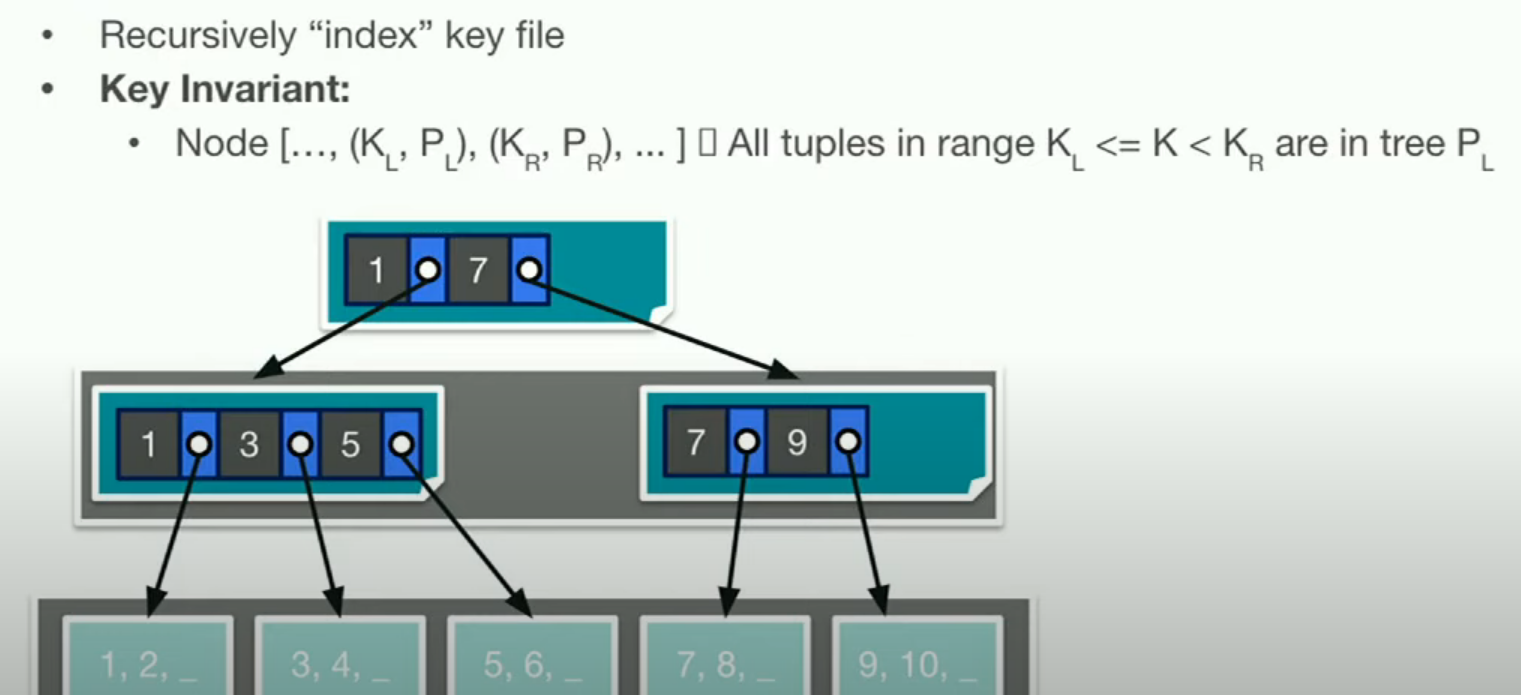 • Recursively “index” key file
• Key Invariant:
• Node [..., (K_L, P_L), (K_R, P_R), ... ] ▯ All tuples in range K_L <= K < K_R are in tree P_L
1 7
1 3 5 7 9
1, 2, _ 3, 4, _ 5, 6, _ 7, 8, _ 9, 10, _